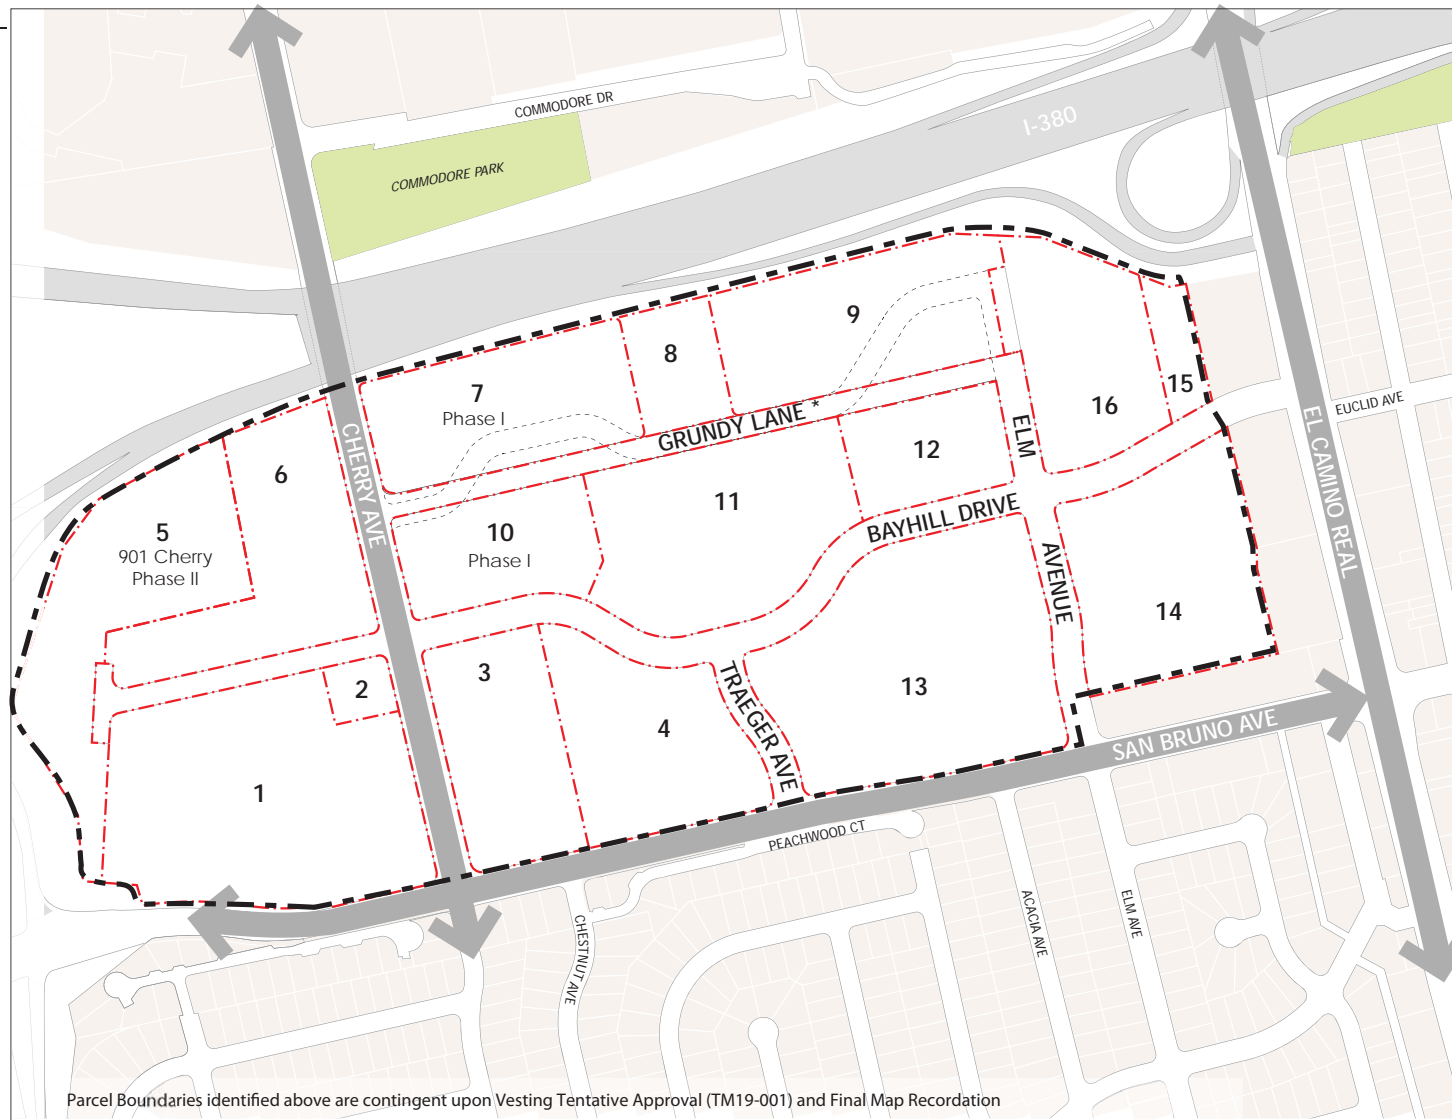 COMMODORE DR
I-380
COMMODORE PARK
9
8
7
Phase I
15
16
EUCLID AVE
GRUNDY LANE *
ELM
CHERRY AVE
EL CAMINO REAL
12
6
11
BAYHILL DRIVE
5
901 Cherry
Phase II
10
Phase I
AVENUE
14
3
2
13
4
TRAEGER AVE
SAN BRUNO AVE
1
PEACHWOOD CT
CHESTNUT AVE
ACACIA AVE
ELM AVE
Parcel Boundaries identified above are contingent upon Vesting Tentative Approval (TM19-001) and Final Map Recordation